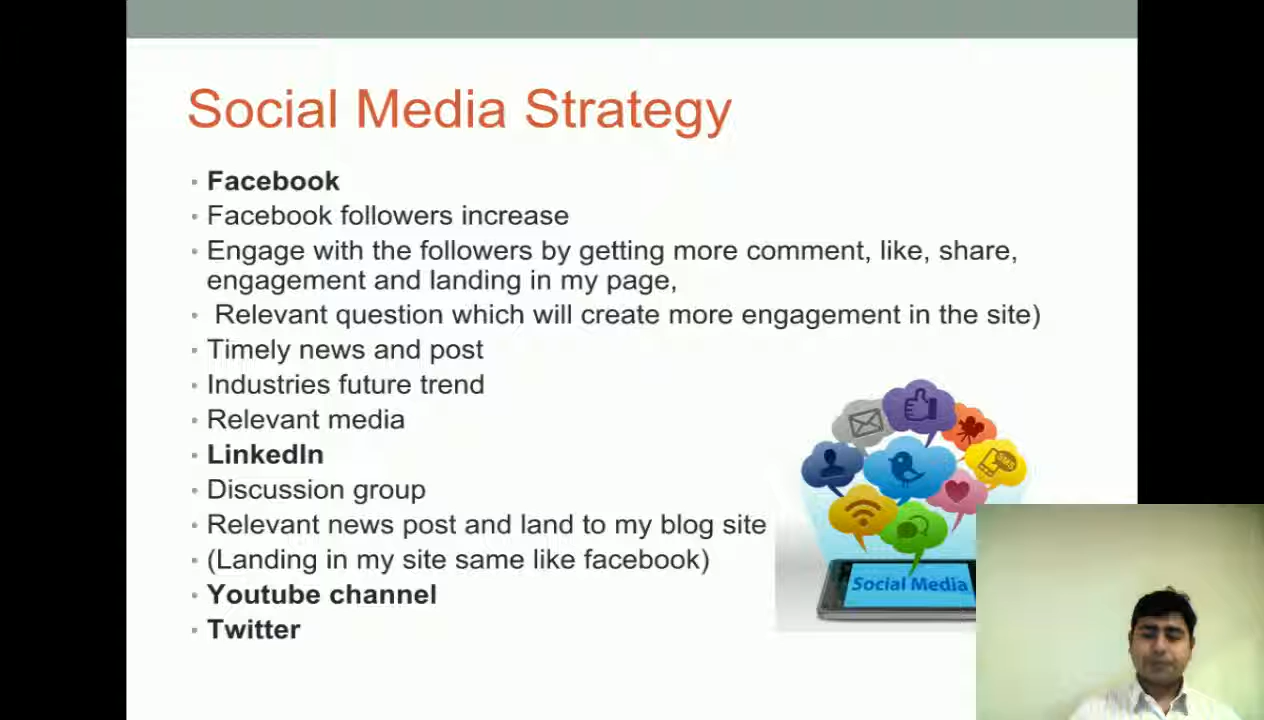 Social Media Strategy
Facebook
Facebook followers increase
Engage with the followers by getting more comment, like, share,
engagement and landing in my page,
Relevant question which will create more engagement in the site)
Timely news and post
Industries future trend
Relevant media
LinkedIn
Discussion group
Relevant news post and land to my blog site
(Landing in my site same like facebook)
Youtube channel
Twitter
SMS
Social Media